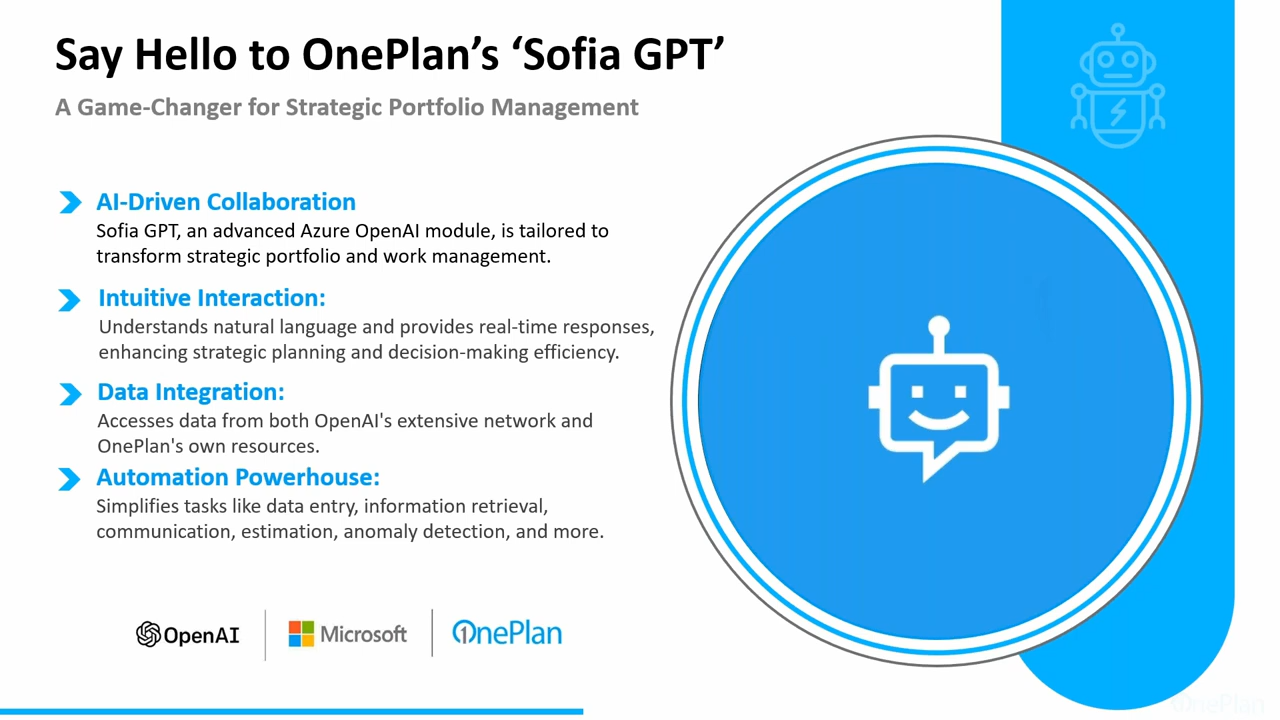 Say Hello to OnePlan’s ‘Sofia GPT’
A Game-Changer for Strategic Portfolio Management
AI-Driven Collaboration
Sofia GPT, an advanced Azure OpenAI module, is tailored to
transform strategic portfolio and work management.
Intuitive Interaction:
Understands natural language and provides real-time responses,
enhancing strategic planning and decision-making efficiency.
Data Integration:
Accesses data from both OpenAI's extensive network and
OnePlan's own resources.
Automation Powerhouse:
Simplifies tasks like data entry, information retrieval,
communication, estimation, anomaly detection, and more.
OpenAI
Microsoft
OnePlan
OnePlan